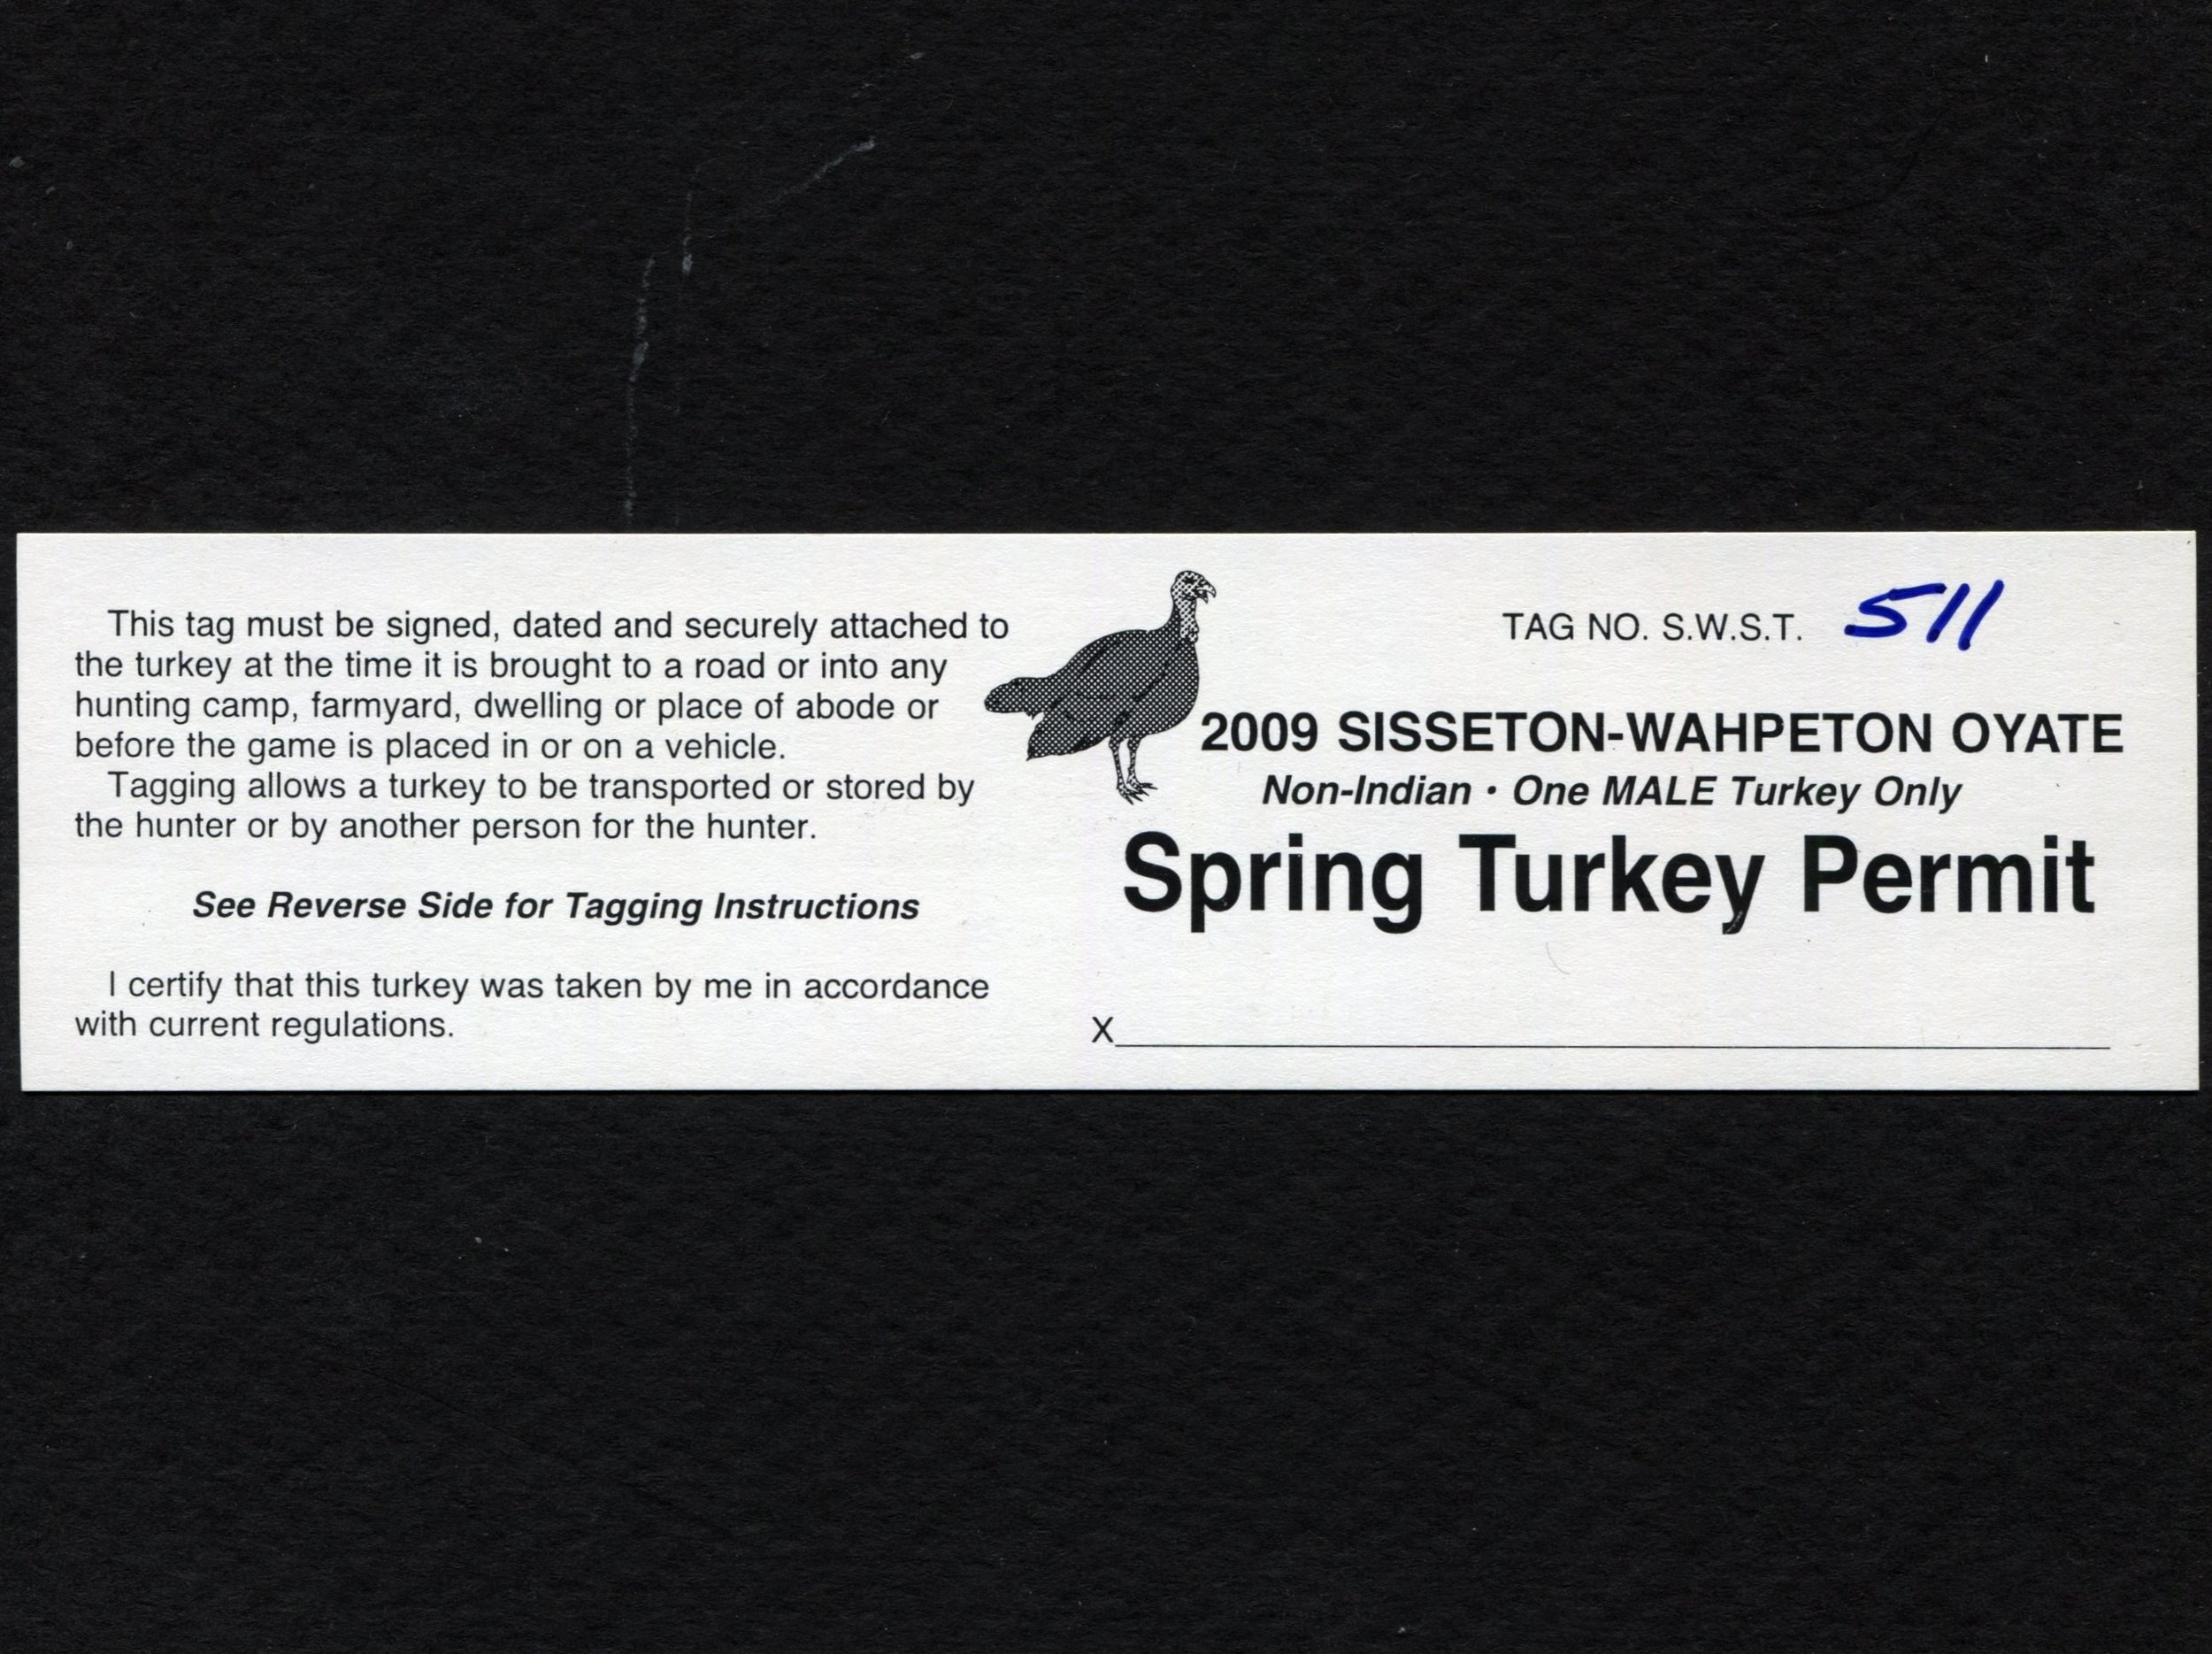 This tag must be signed, dated and securely attached to
the turkey at the time it is brought to a road or into any
hunting camp, farmyard, dwelling or place of abode or
before the game is placed in or on a vehicle.
Tagging allows a turkey to be transported or stored by
the hunter or by another person for the hunter.
See Reverse Side for Tagging Instructions
I certify that this turkey was taken by me in accordance
with current regulations.
TAG NO. S.W.S.T. 511
2009 SISSETON-WAHPETON OYATE
Non-Indian • One MALE Turkey Only
Spring Turkey Permit
X